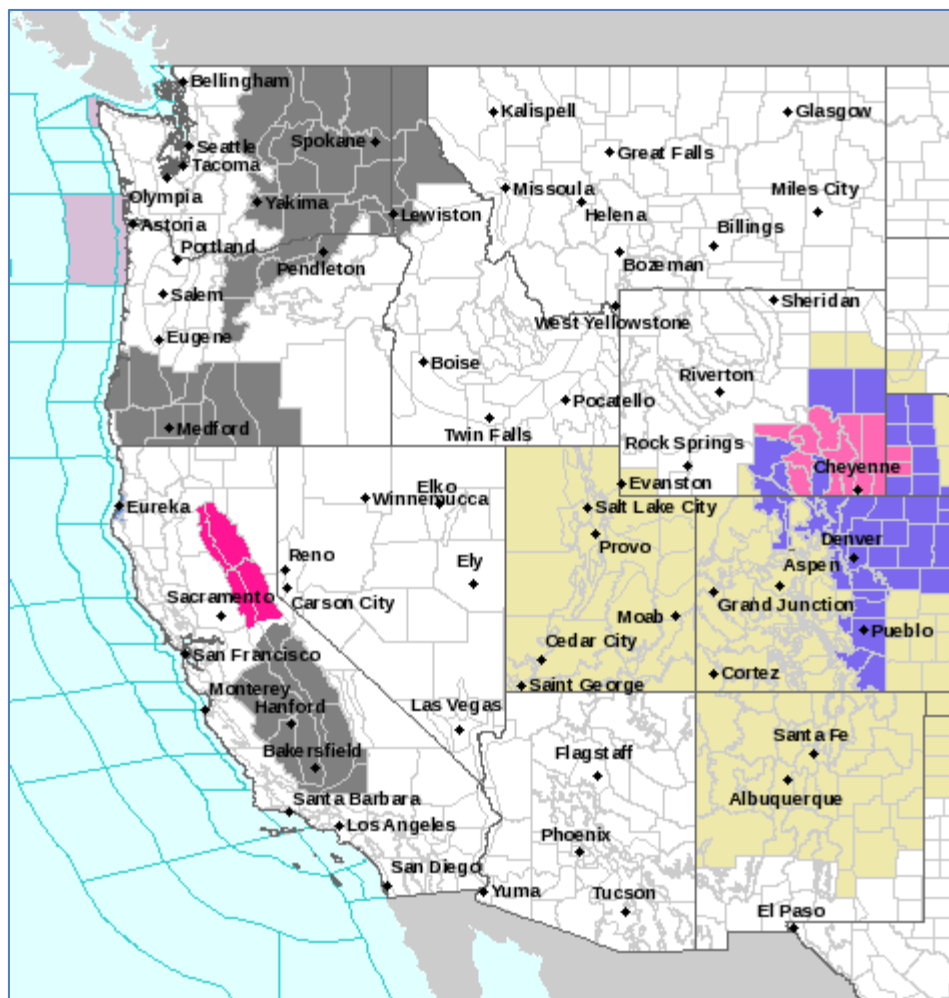 Bellingham
Kalispell
Glasgow
Seattle
Spokane
Great Falls
Tacoma
Missoula
Miles City
Olympia
Yakima
Lewiston
Helena
Astoria
Portland
Billings
Pendleton
Bozeman
Salem
Sheridan
West Yellowstone
Eugene
Boise
Riverton
Pocatello
Medford
Twin Falls
Rock Springs
Cheyenne
Elko
Evanston
Eureka
Winnemucca
Salt Lake City
Provo
Denver
Reno
Ely
Aspen
Sacramento
Carson City
Grand Junction
Moab
Pueblo
San Francisco
Cedar City
Cortez
Monterey
Saint George
Hanford
Las Vegas
Santa Fe
Bakersfield
Flagstaff
Albuquerque
Santa Barbara
Los Angeles
Phoenix
San Diego
Yuma
Tucson
El Paso